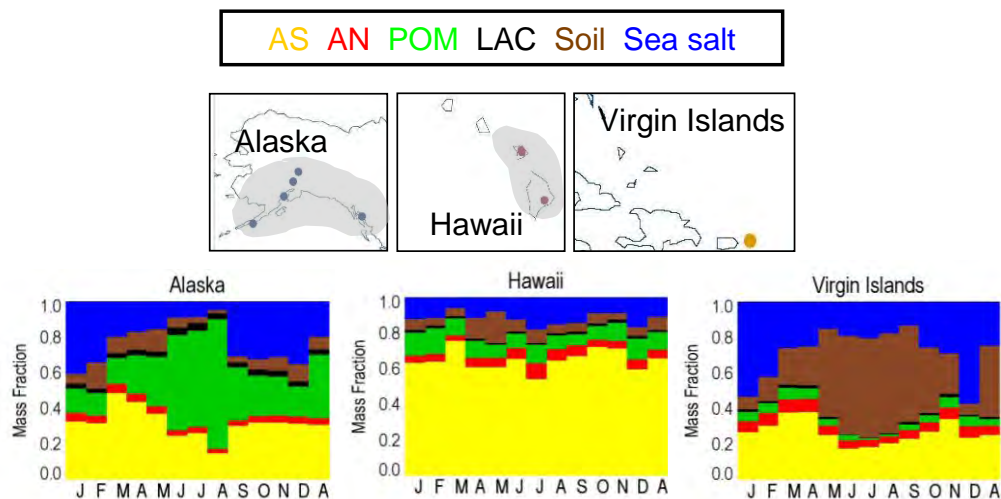 AS AN POM LAC Soil Sea salt
Alaska
Hawaii
Virgin Islands
Alaska
Mass Fraction
1.0
0.8
0.6
0.4
0.2
0.0
J F M A M J J A S O N D A
Hawaii
Mass Fraction
1.0
0.8
0.6
0.4
0.2
0.0
J F M A M J J A S O N D A
Virgin Islands
Mass Fraction
1.0
0.8
0.6
0.4
0.2
0.0
J F M A M J J A S O N D A